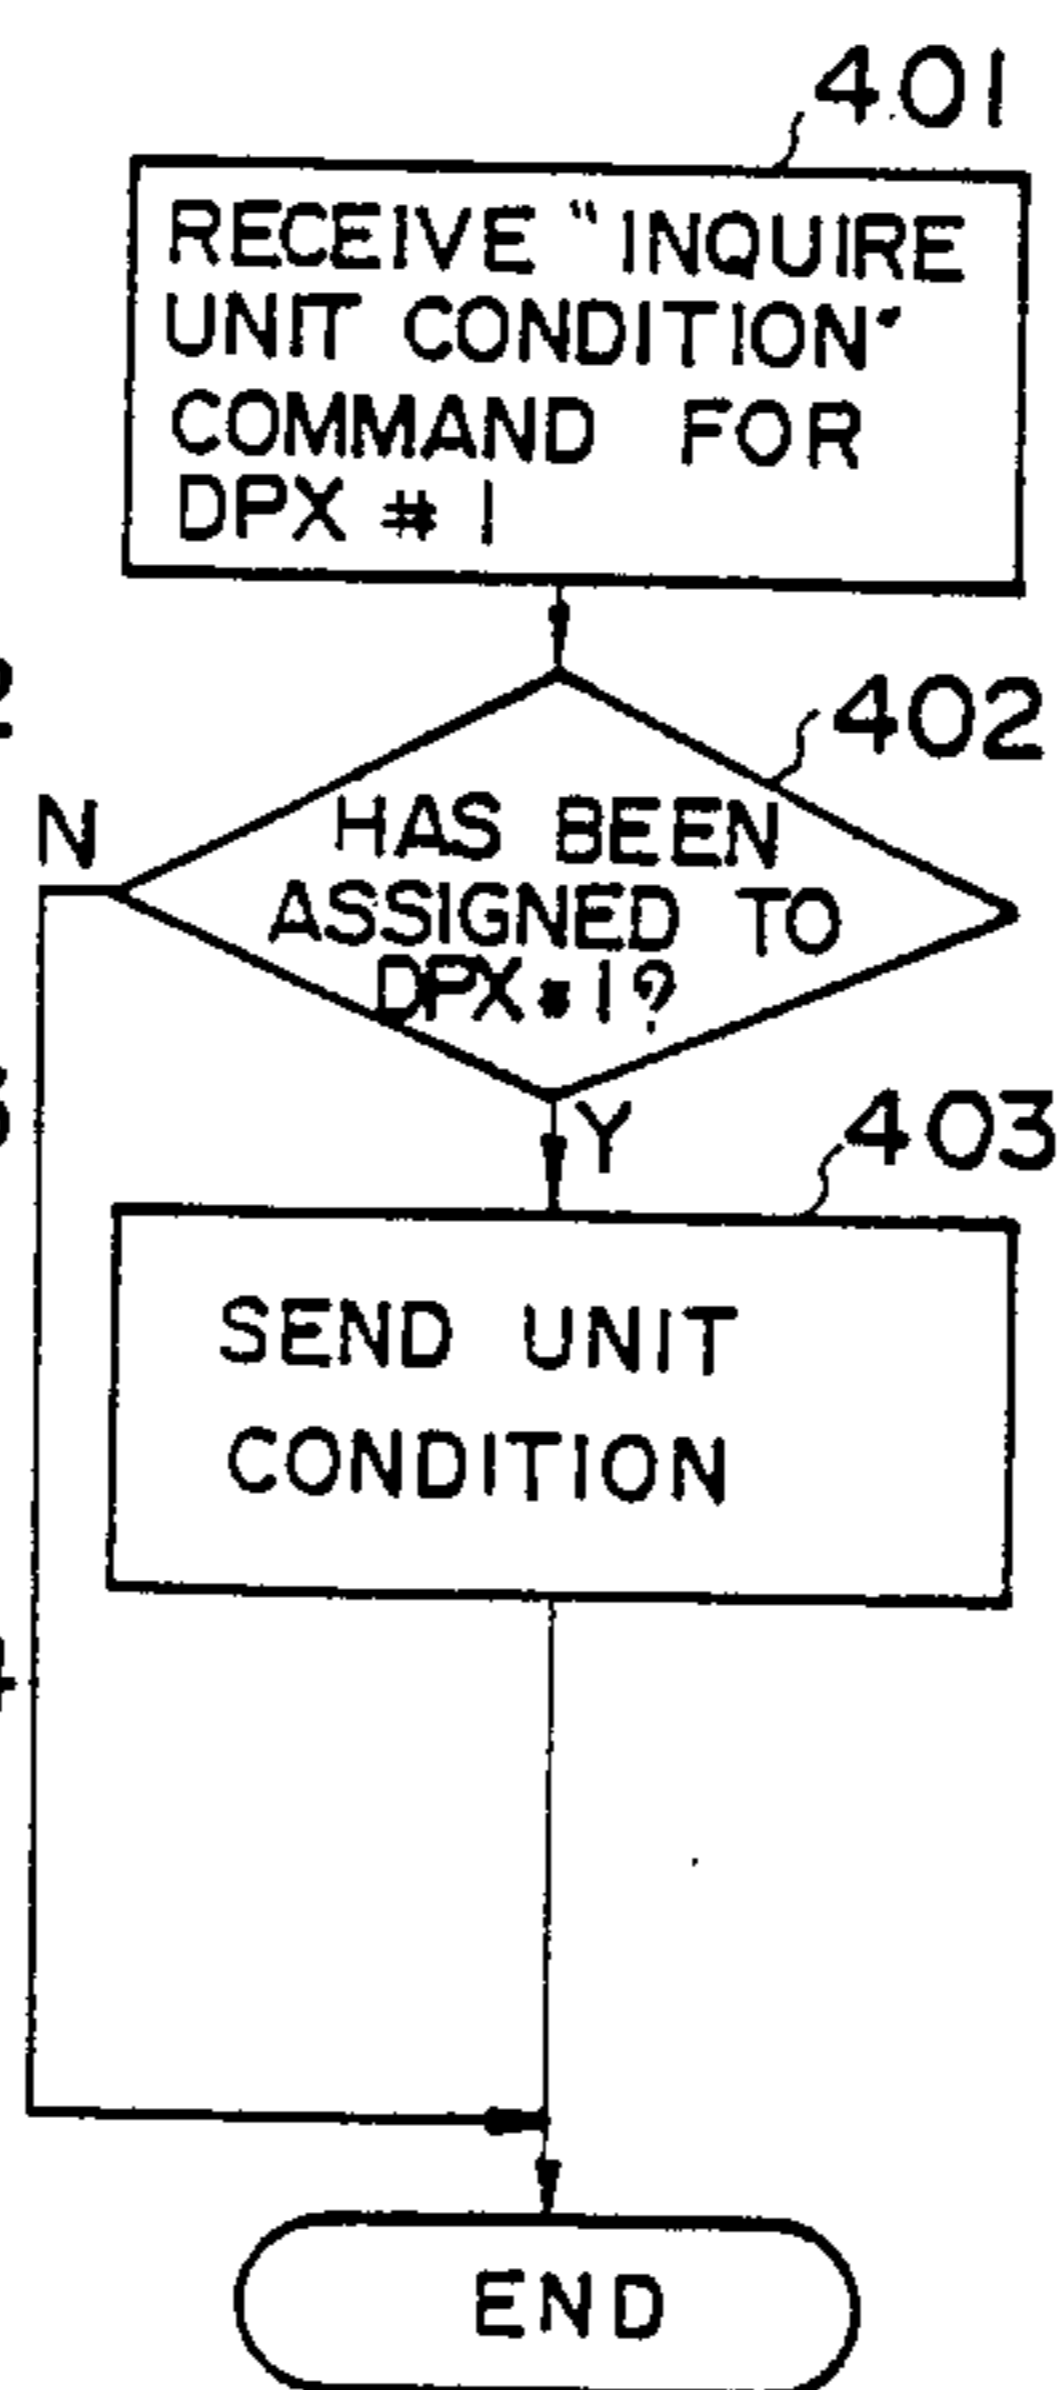 401
RECEIVE "INQUIRE
UNIT CONDITION"
COMMAND FOR
DPX # 1
402
N
HAS BEEN
ASSIGNED TO
DPX # 1?
Y
403
SEND UNIT
CONDITION
END